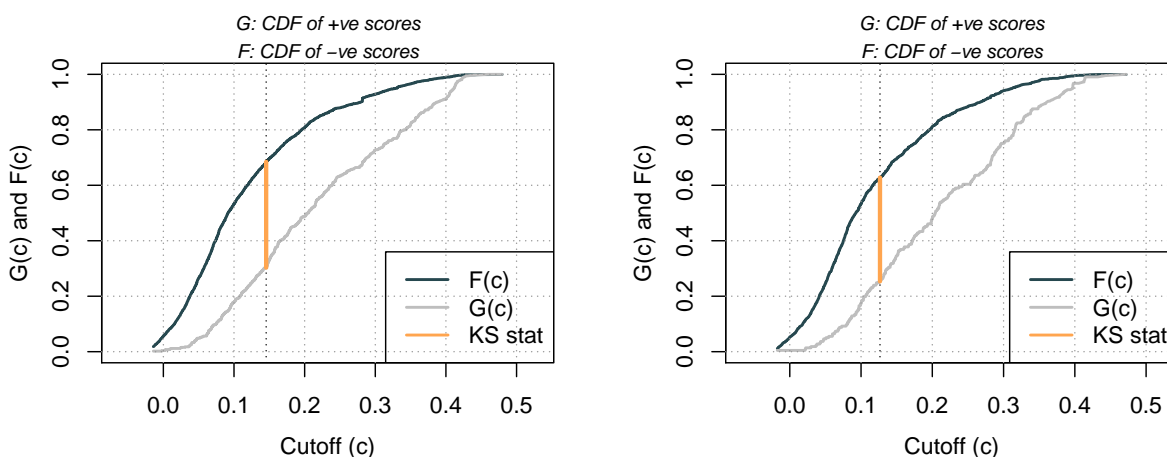 G: CDF of +ve scores
F: CDF of −ve scores
G(c) and F(c)
1.0
0.8
0.6
0.4
0.2
0.0
F(c)
G(c)
KS stat
0.0 0.1 0.2 0.3 0.4 0.5
Cutoff (c)
G: CDF of +ve scores
F: CDF of −ve scores
G(c) and F(c)
1.0
0.8
0.6
0.4
0.2
0.0
F(c)
G(c)
KS stat
0.0 0.1 0.2 0.3 0.4 0.5
Cutoff (c)